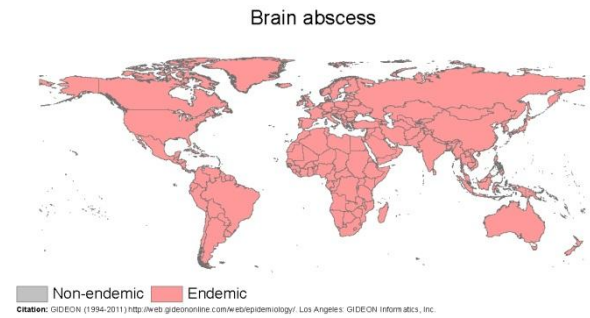 Brain abscess
Non-endemic Endemic
Citation: GIDEON (1994-2011) http://web.gideononline.com/web/epidemiology/. Los Angeles: GIDEON Informatics, Inc.